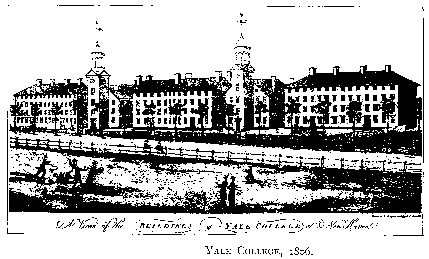 A View of the BUILDINGS of YALE COLLEGE at New Haven
YALE COLLEGE, 1806.